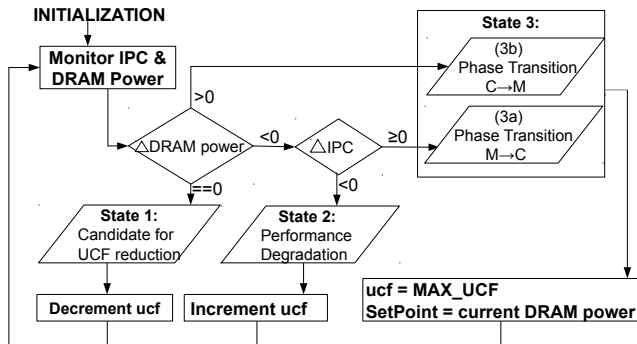 INITIALIZATION
Monitor IPC &
DRAM Power
State 3:
(3b)
Phase Transition
C→M
>0
△DRAM power
<0
△IPC
≥0
(3a)
Phase Transition
M→C
==0
<0
State 1:
Candidate for
UCF reduction
State 2:
Performance
Degradation
Decrement ucf
Increment ucf
ucf = MAX_UCF
SetPoint = current DRAM power